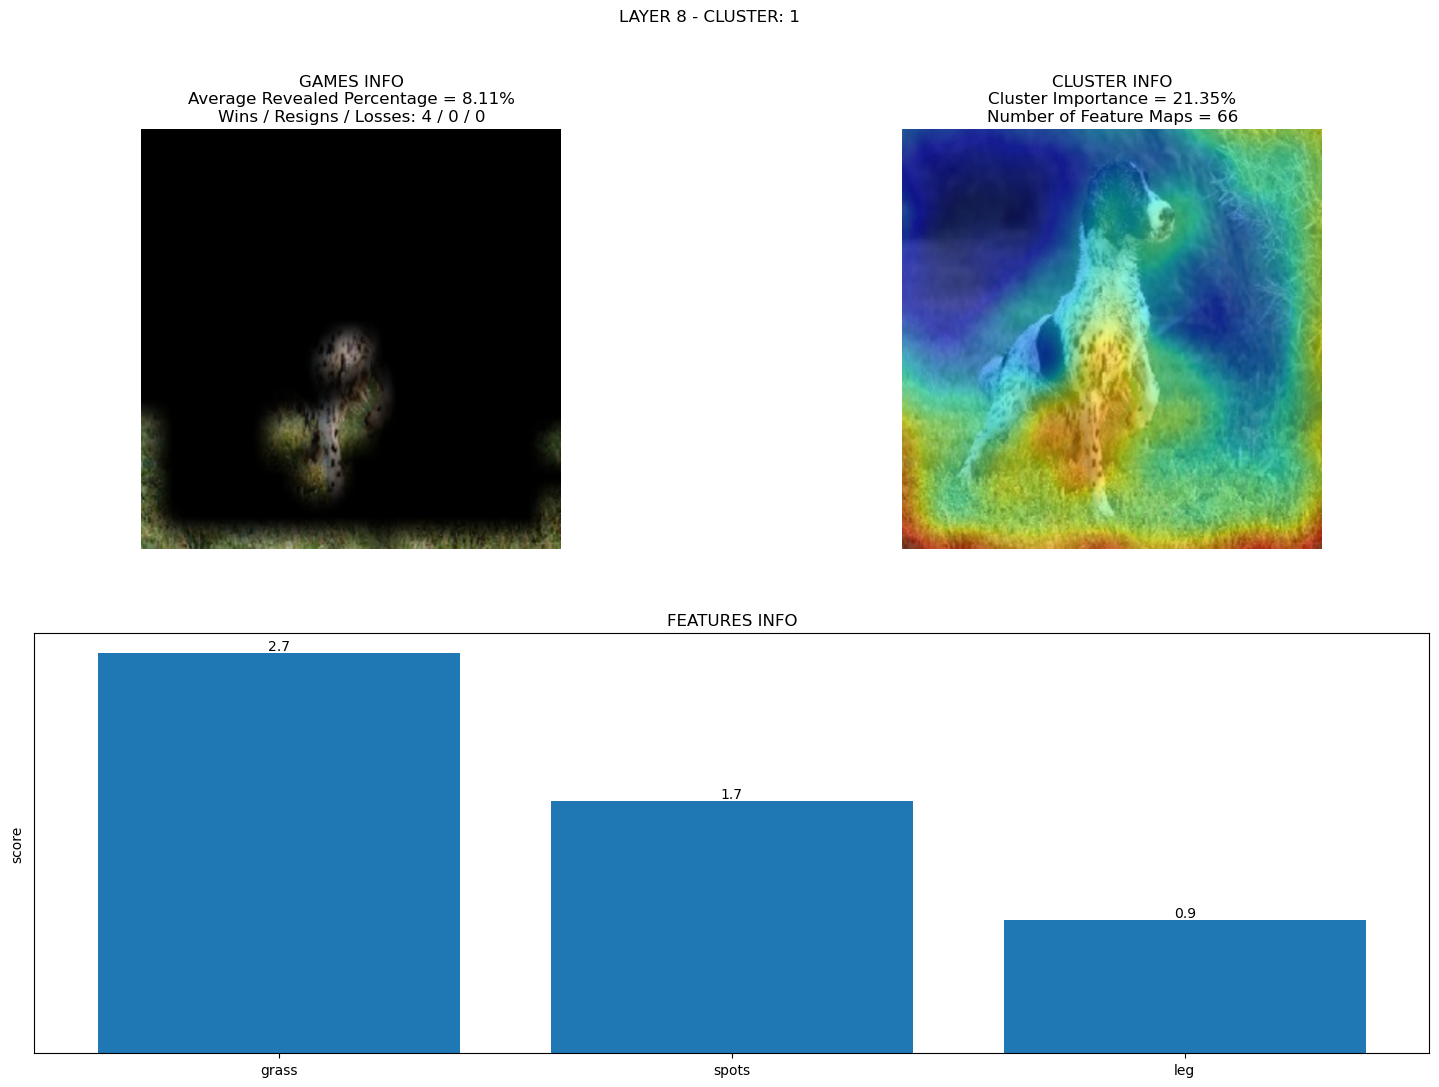 LAYER 8 - CLUSTER: 1
GAMES INFO
Average Revealed Percentage = 8.11%
Wins / Resigns / Losses: 4 / 0 / 0
CLUSTER INFO
Cluster Importance = 21.35%
Number of Feature Maps = 66
FEATURES INFO
score
2.7
1.7
0.9
grass
spots
leg